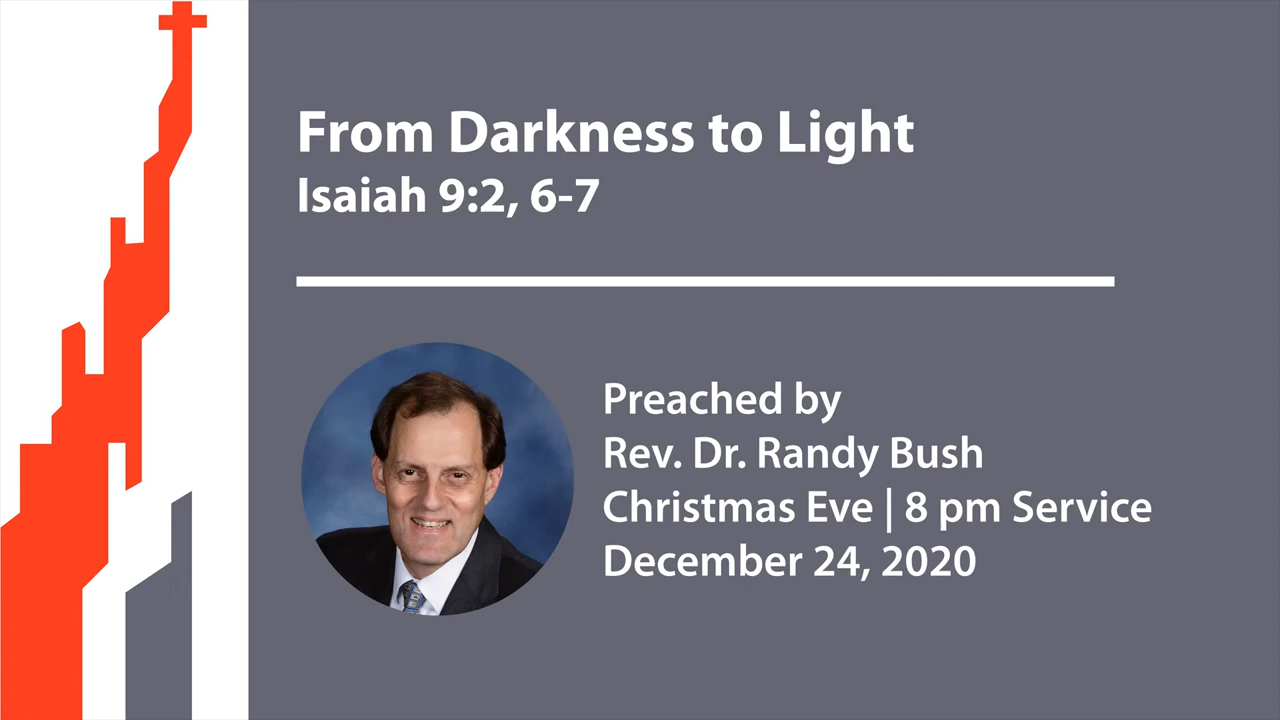 From Darkness to Light
Isaiah 9:2, 6-7
Preached by
Rev. Dr. Randy Bush
Christmas Eve | 8 pm Service
December 24, 2020